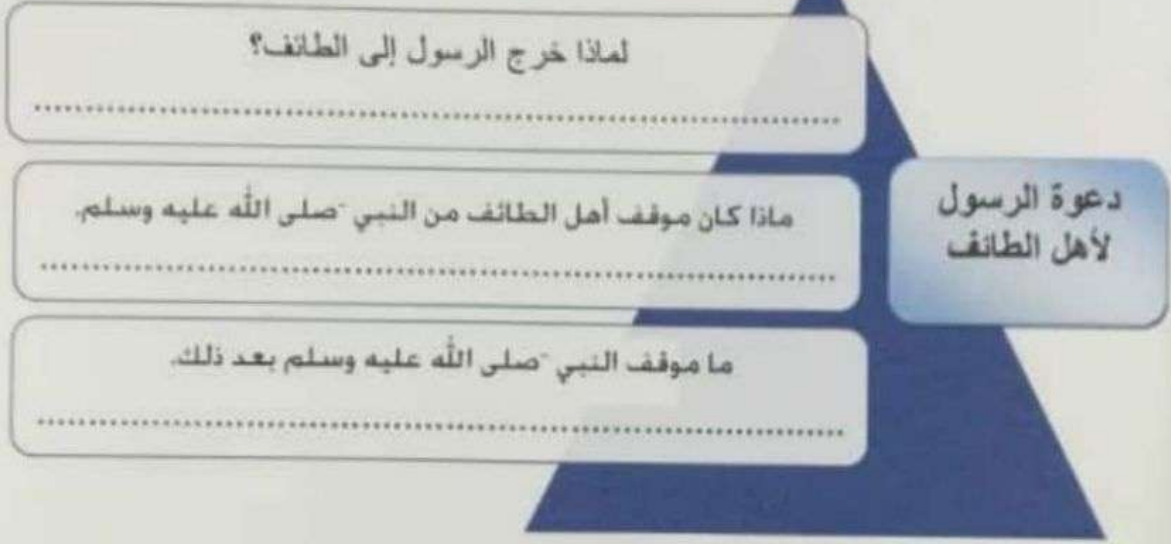 لماذا خرج الرسول إلى الطائف؟
................................................................................
دعوة الرسول
لأهل الطائف
ماذا كان موقف أهل الطائف من النبي -صلى الله عليه وسلم.
................................................................................
ما موقف النبي -صلى الله عليه وسلم بعد ذلك.
................................................................................